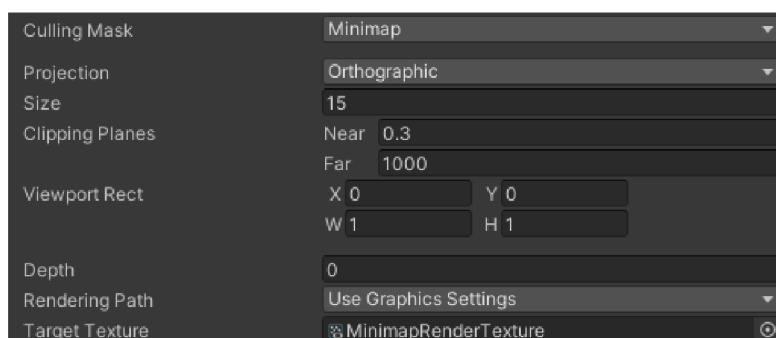 Culling Mask Minimap
Projection Orthographic
Size 15
Clipping Planes Near 0.3
Far 1000
Viewport Rect X 0 Y 0
W 1 H 1
Depth 0
Rendering Path Use Graphics Settings
Target Texture MinimapRenderTexture